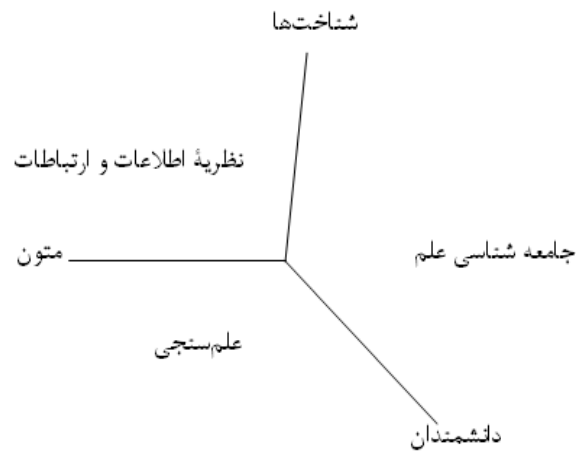 شناخت‌ها
نظریهٔ اطلاعات و ارتباطات
جامعه شناسی علم
متون
علم‌سنجی
دانشمندان